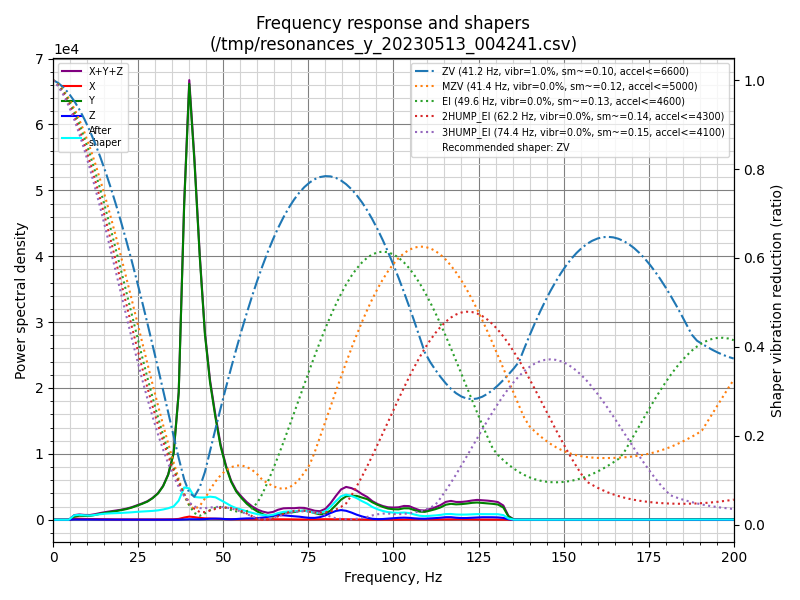 Frequency response and shapers
(/tmp/resonances_y_20230513_004241.csv)
1e4
X+Y+Z
X
Y
Z
After
shaper
ZV (41.2 Hz, vibr=1.0%, sm~=0.10, accel<=6600)
MZV (41.4 Hz, vibr=0.0%, sm~=0.12, accel<=5000)
EI (49.6 Hz, vibr=0.0%, sm~=0.13, accel<=4600)
2HUMP_EI (62.2 Hz, vibr=0.0%, sm~=0.14, accel<=4300)
3HUMP_EI (74.4 Hz, vibr=0.0%, sm~=0.15, accel<=4100)
Recommended shaper: ZV
7
6
5
4
3
2
1
0
Power spectral density
1.0
0.8
0.6
0.4
0.2
0.0
Shaper vibration reduction (ratio)
0 25 50 75 100 125 150 175 200
Frequency, Hz